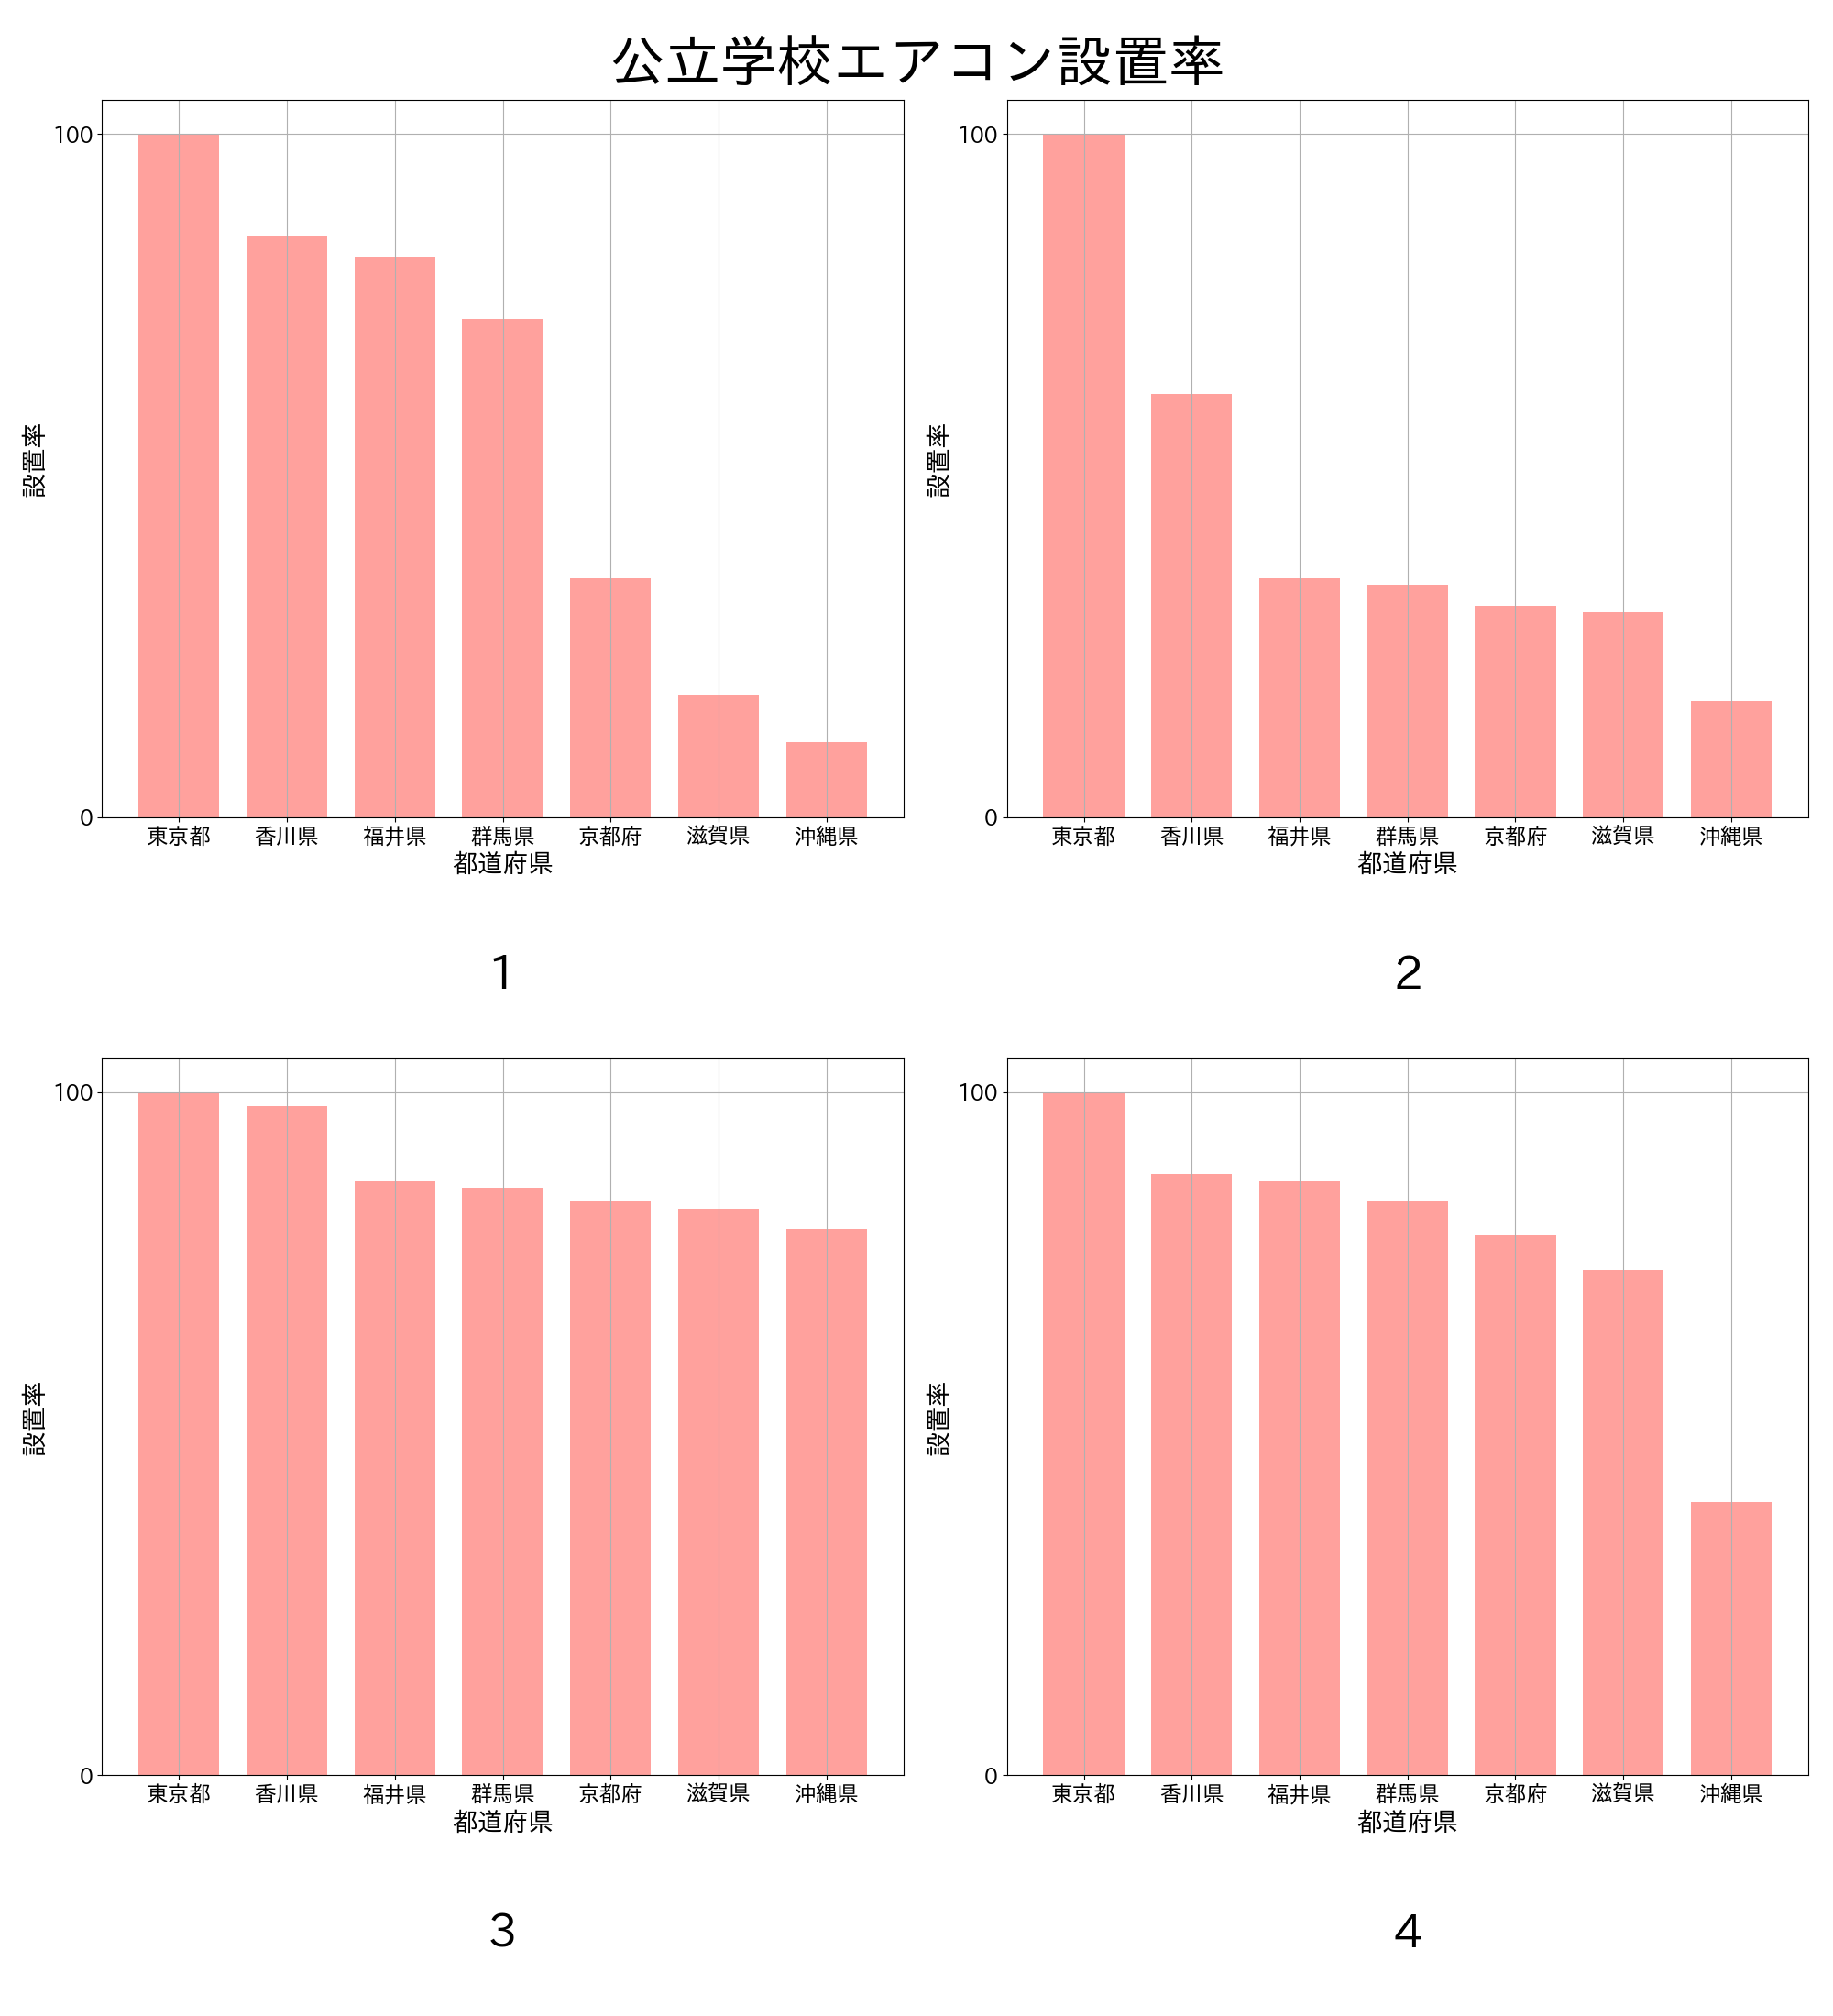 公立学校エアコン設置率
100
設置率
0
東京都 香川県 福井県 群馬県 京都府 滋賀県 沖縄県
都道府県
1
100
設置率
0
東京都 香川県 福井県 群馬県 京都府 滋賀県 沖縄県
都道府県
2
100
設置率
0
東京都 香川県 福井県 群馬県 京都府 滋賀県 沖縄県
都道府県
3
100
設置率
0
東京都 香川県 福井県 群馬県 京都府 滋賀県 沖縄県
都道府県
4